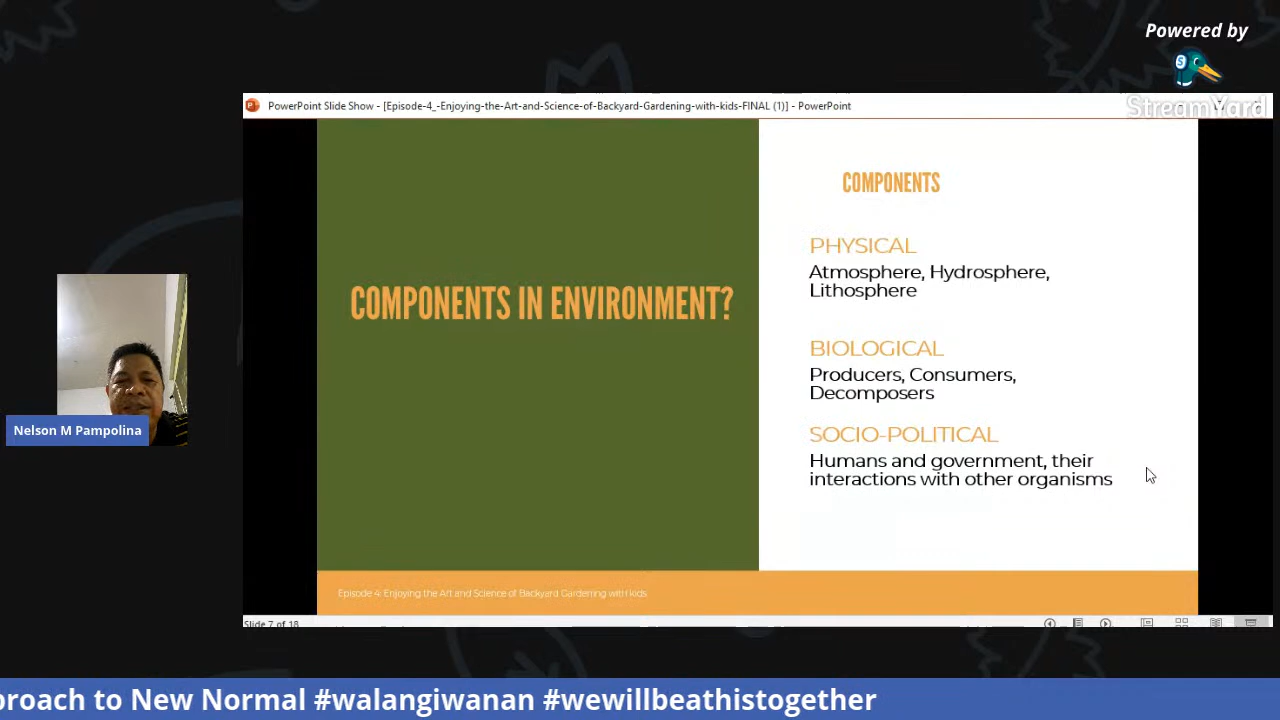 Powered by
StreamYard
PowerPoint Slide Show - [Episode-4_-Enjoying-the-Art-and-Science-of-Backyard-Gardening-with-kids-FINAL (1)] - PowerPoint
COMPONENTS IN ENVIRONMENT?
COMPONENTS
PHYSICAL
Atmosphere, Hydrosphere,
Lithosphere
BIOLOGICAL
Producers, Consumers,
Decomposers
SOCIO-POLITICAL
Humans and government, their
interactions with other organisms
Episode 4: Enjoying the Art and Science of Backyard Gardening with kids
Slide 7 of 18
Nelson M Pampolina
proach to New Normal #walangiwanan #wewillbeathistogether